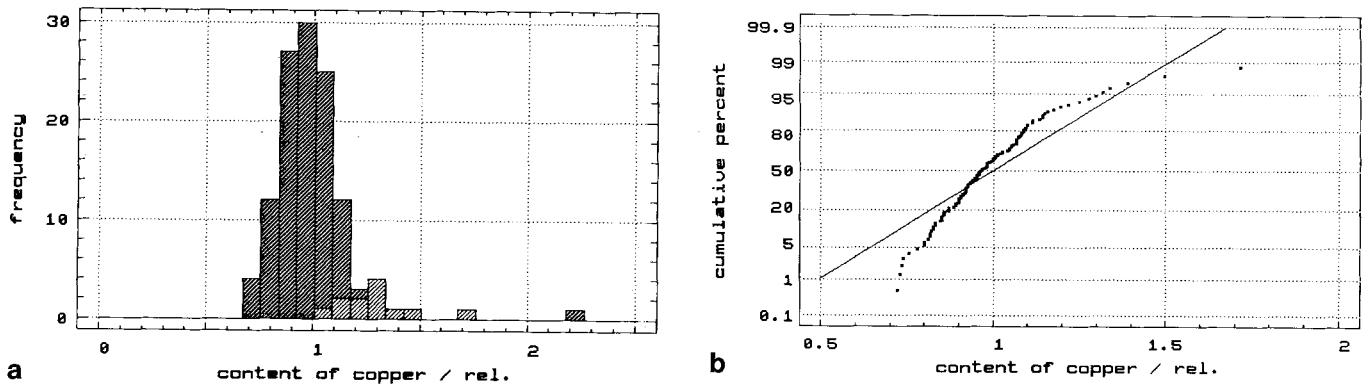 30
20
10
0
frequency
0 1 2
content of copper / rel.
a
99.9
99
95
80
50
20
5
1
0.1
cumulative percent
0.5 1 1.5 2
content of copper / rel.
b